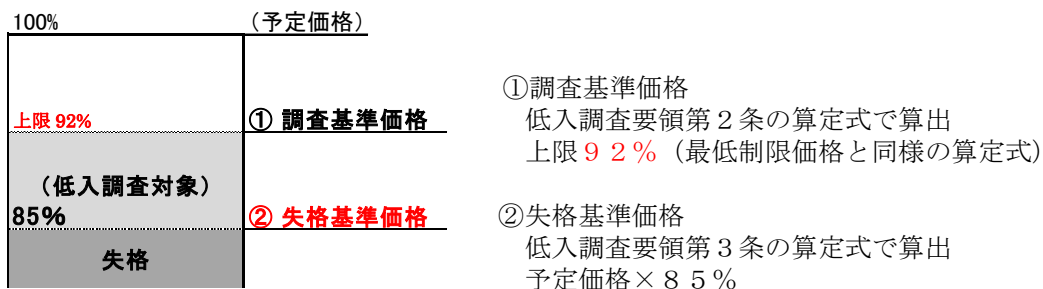 100%
(予定価格)
上限 92%
① 調査基準価格
(低入調査対象)
85%
② 失格基準価格
失格
①調査基準価格
低入調査要領第2条の算定式で算出
上限92%(最低制限価格と同様の算定式)
②失格基準価格
低入調査要領第3条の算定式で算出
予定価格×85%